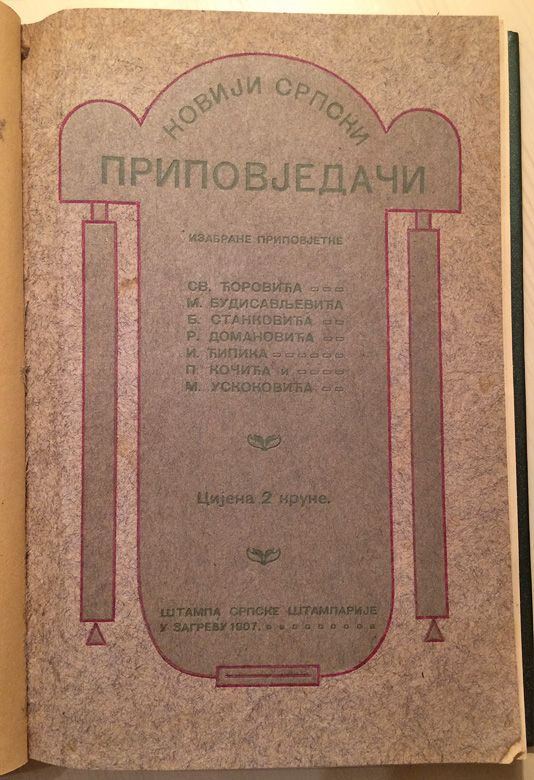 НОВИЈИ СРПСКИ
ПРИПОВЈЕДАЧИ
ИЗАБРАНЕ ПРИПОВЈЕТКЕ
СВ. ЋОРОВИЋА
М. БУДИСАВЉЕВИЋА
Б. СТАНКОВИЋА
Р. ДОМАНОВИЋА
И. ЋИПИКА
П. КОЧИЋА и
М. УСКОКОВИЋА
Цијена 2 круне.
ШТАМПА СРПСКЕ ШТАМПАРИЈЕ
У ЗАГРЕБУ 1907.